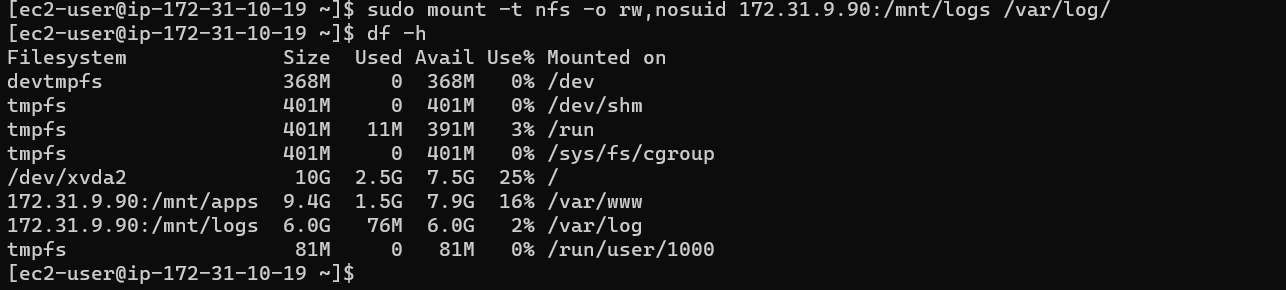 [ec2-user@ip-172-31-10-19 ~]$ sudo mount -t nfs -o rw,nosuid 172.31.9.90:/mnt/logs /var/log/
[ec2-user@ip-172-31-10-19 ~]$ df -h
Filesystem             Size  Used Avail Use% Mounted on
devtmpfs               368M     0  368M   0% /dev
tmpfs                  401M     0  401M   0% /dev/shm
tmpfs                  401M   11M  391M   3% /run
tmpfs                  401M     0  401M   0% /sys/fs/cgroup
/dev/xvda2              10G  2.5G  7.5G  25% /
172.31.9.90:/mnt/apps  9.4G  1.5G  7.9G  16% /var/www
172.31.9.90:/mnt/logs  6.0G   76M  6.0G   2% /var/log
tmpfs                   81M     0   81M   0% /run/user/1000
[ec2-user@ip-172-31-10-19 ~]$